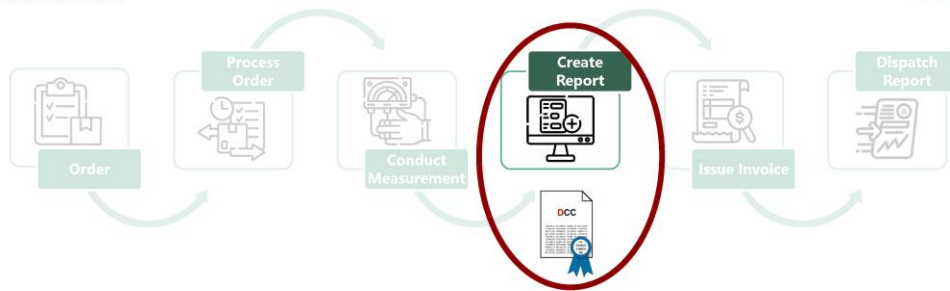 Order
Process
Order
Conduct
Measurement
Create
Report
DCC
Issue Invoice
Dispatch
Report